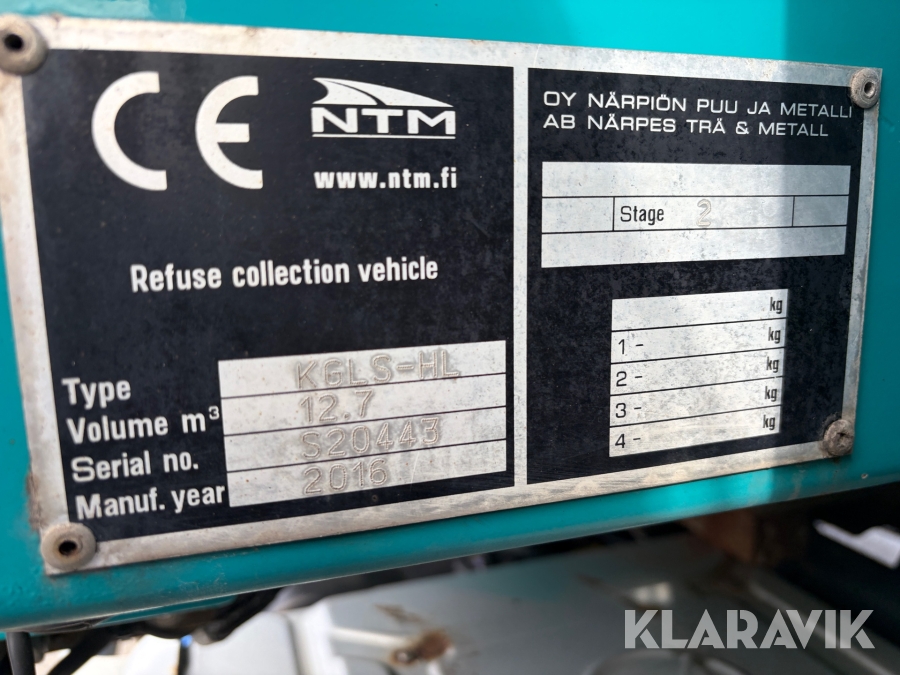 CE NTM
www.ntm.fi
Refuse collection vehicle
Type KGLS-HL
Volume m³ 12.7
Serial no. S20443
Manuf. year 2016
OY NÄRPIÖN PUU JA METALLI
AB NÄRPES TRÄ & METALL
Stage 2
kg
1 - kg
2 - kg
3 - kg
4 - kg
KLARAVIK